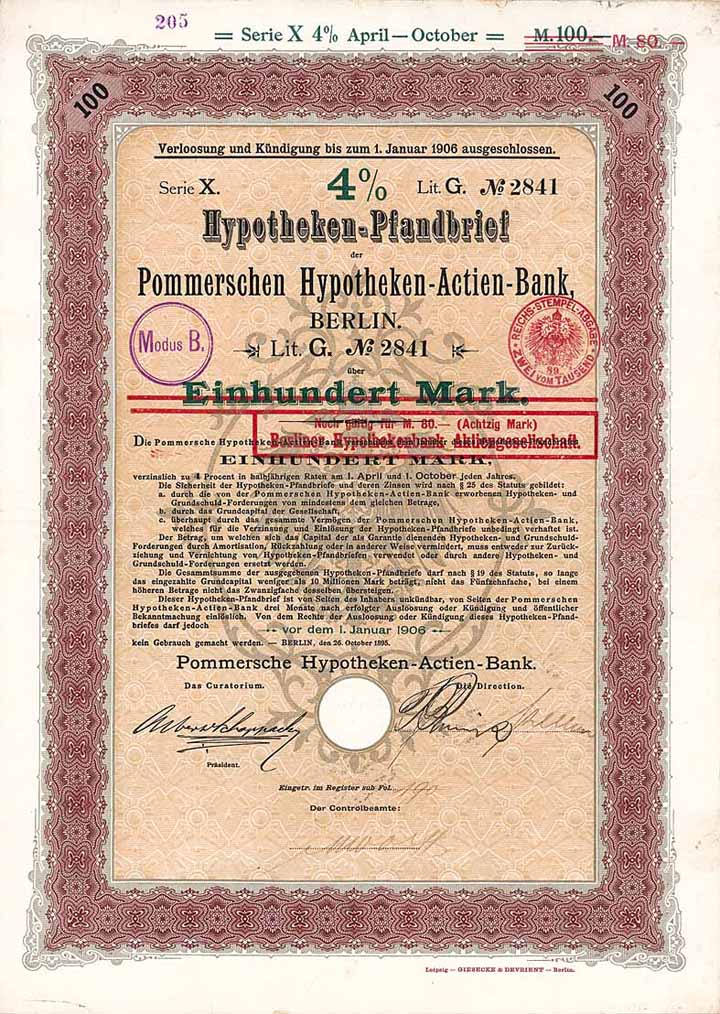 205
= Serie X 4% April—October = M.100.— M. 80.—
100 100
Verloosung und Kündigung bis zum 1. Januar 1906 ausgeschlossen.
Serie X. 4% Lit. G. № 2841
Hypotheken-Pfandbrief
der
Pommerschen Hypotheken-Actien-Bank,
BERLIN.
Modus B.
REICHS-STEMPEL-ABGABE
89
ZWEI VOM TAUSEND
Lit. G. № 2841
über
Einhundert Mark.
Noch gültig für M. 80.— (Achtzig Mark)
Berliner Hypothekenbank Aktiengesellschaft.
Die Pommersche Hypotheken-Actien-Bank
EINHUNDERT MARK,
verzinslich zu 4 Procent in halbjährigen Raten am 1. April und 1. October jeden Jahres.
Die Sicherheit der Hypotheken-Pfandbriefe und deren Zinsen wird nach § 25 des Statuts gebildet:
a. durch die von der Pommerschen Hypotheken-Actien-Bank erworbenen Hypotheken- und
Grundschuld-Forderungen von mindestens dem gleichen Betrage,
b. durch das Grundcapital der Gesellschaft,
c. überhaupt durch das gesammte Vermögen der Pommerschen Hypotheken-Actien-Bank,
welches für die Verzinsung und Einlösung der Hypotheken-Pfandbriefe unbedingt verhaftet ist.
Der Betrag, um welchen sich das Capital der als Garantie dienenden Hypotheken- und Grundschuld-
Forderungen durch Amortisation, Rückzahlung oder in anderer Weise vermindert, muss entweder zur Zurück-
ziehung und Vernichtung von Hypotheken-Pfandbriefen verwendet oder durch andere Hypotheken- und
Grundschuld-Forderungen ersetzt werden.
Die Gesammtsumme der ausgegebenen Hypotheken-Pfandbriefe darf nach § 19 des Statuts, so lange
das eingezahlte Grundcapital weniger als 10 Millionen Mark beträgt, nicht das Fünfzehnfache, bei einem
höheren Betrage nicht das Zwanzigfache desselben übersteigen.
Dieser Hypotheken-Pfandbrief ist von Seiten des Inhabers unkündbar, von Seiten der Pommerschen
Hypotheken-Actien-Bank drei Monate nach erfolgter Ausloosung oder Kündigung und öffentlicher
Bekanntmachung einlöslich. Von dem Rechte zu Ausloosung oder Kündigung dieses Hypotheken-Pfand-
briefes darf jedoch
vor dem 1. Januar 1906
kein Gebrauch gemacht werden. — BERLIN, den 26. October 1895.
Pommersche Hypotheken-Actien-Bank.
Das Curatorium. Die Direction.
Präsident.
Eingetr. im Register sub Fol.
Der Controlbeamte:
Leipzig — GIESECKE & DEVRIENT — Berlin.